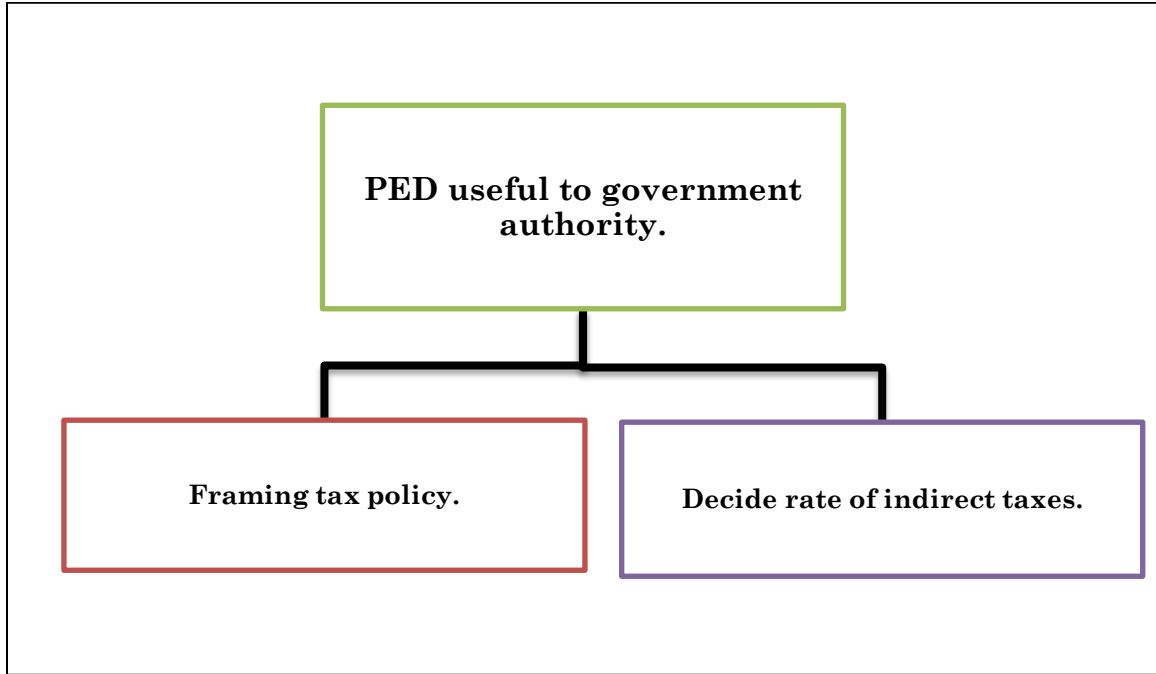 PED useful to government
authority.
Framing tax policy.
Decide rate of indirect taxes.